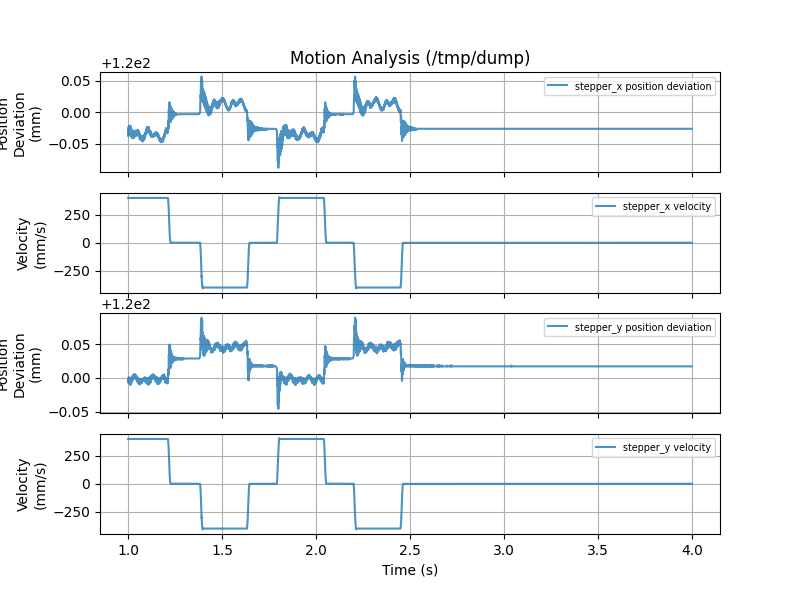 Motion Analysis (/tmp/dump)
+1.2e2
0.05
0.00
−0.05
Position
Deviation
(mm)
stepper_x position deviation
250
0
−250
Velocity
(mm/s)
stepper_x velocity
+1.2e2
0.05
0.00
−0.05
Position
Deviation
(mm)
stepper_y position deviation
250
0
−250
Velocity
(mm/s)
stepper_y velocity
1.0 1.5 2.0 2.5 3.0 3.5 4.0
Time (s)